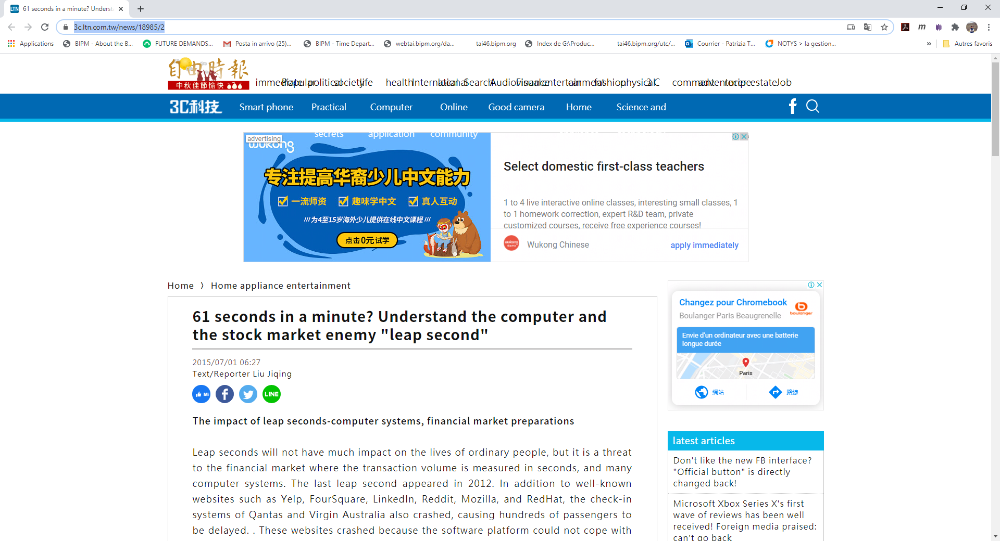 LTN 61 seconds in a minute? Underst
3c.ltn.com.tw/news/18985/2
Applications BIPM - About the B... FUTURE DEMANDS... Posta in arrivo (25)... BIPM - Time Depart... webtai.bipm.org/da... tai46.bipm.org Index de G:\Produc... tai46.bipm.org/utc/... Courrier - Patrizia T... NOTYS > la gestion... » Autres favoris
自由時報
中秋佳節愉快
immediate Popular political society life health International local Search Audiovisual Finance entertainment car fashion physical 3C comment adventure recipe estate Job
3C科技 Smart phone Practical Computer Online Good camera Home Science and
secrets application community
advertising
wukong
专注提高华裔少儿中文能力
一流师资 趣味学中文 真人互动
///为4至15岁海外少儿提供在线中文课程///
点击0元试学
Select domestic first-class teachers
1 to 4 live interactive online classes, interesting small classes, 1
to 1 homework correction, expert R&D team, private
customized courses, receive free experience courses!
wukong
Wukong Chinese apply immediately
Home 〉 Home appliance entertainment
61 seconds in a minute? Understand the computer and
the stock market enemy "leap second"
2015/07/01 06:27
Text/Reporter Liu Jiqing
Mi f LINE
The impact of leap seconds-computer systems, financial market preparations
Leap seconds will not have much impact on the lives of ordinary people, but it is a threat
to the financial market where the transaction volume is measured in seconds, and many
computer systems. The last leap second appeared in 2012. In addition to well-known
websites such as Yelp, FourSquare, LinkedIn, Reddit, Mozilla, and RedHat, the check-in
systems of Qantas and Virgin Australia also crashed, causing hundreds of passengers to
be delayed. . These websites crashed because the software platform could not cope with
Changez pour Chromebook
Boulanger Paris Beaugrenelle
boulanger
Envie d'un ordinateur avec une batterie
longue durée
Paris
網站 路線
latest articles
Don't like the new FB interface?
"Official button" is directly
changed back!
Microsoft Xbox Series X's first
wave of reviews has been well
received! Foreign media praised:
can't go back